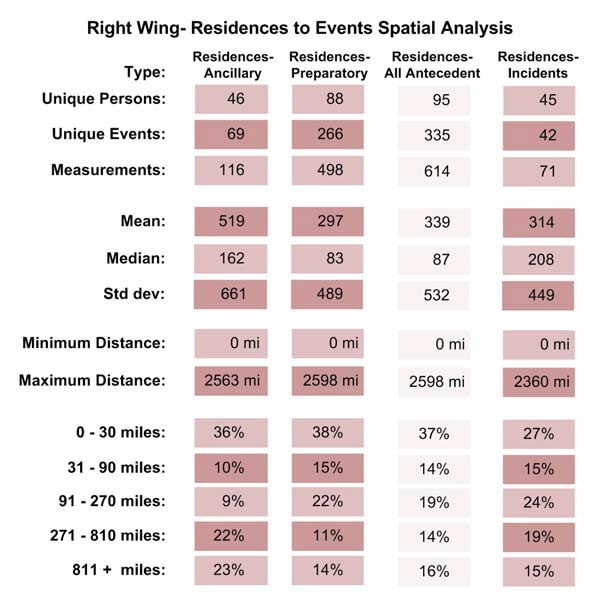 Right Wing- Residences to Events Spatial Analysis
Type: Residences-Ancillary Residences-Preparatory Residences-All Antecedent Residences-Incidents
Unique Persons: 46 88 95 45
Unique Events: 69 266 335 42
Measurements: 116 498 614 71
Mean: 519 297 339 314
Median: 162 83 87 208
Std dev: 661 489 532 449
Minimum Distance: 0 mi 0 mi 0 mi 0 mi
Maximum Distance: 2563 mi 2598 mi 2598 mi 2360 mi
0 - 30 miles: 36% 38% 37% 27%
31 - 90 miles: 10% 15% 14% 15%
91 - 270 miles: 9% 22% 19% 24%
271 - 810 miles: 22% 11% 14% 19%
811 + miles: 23% 14% 16% 15%